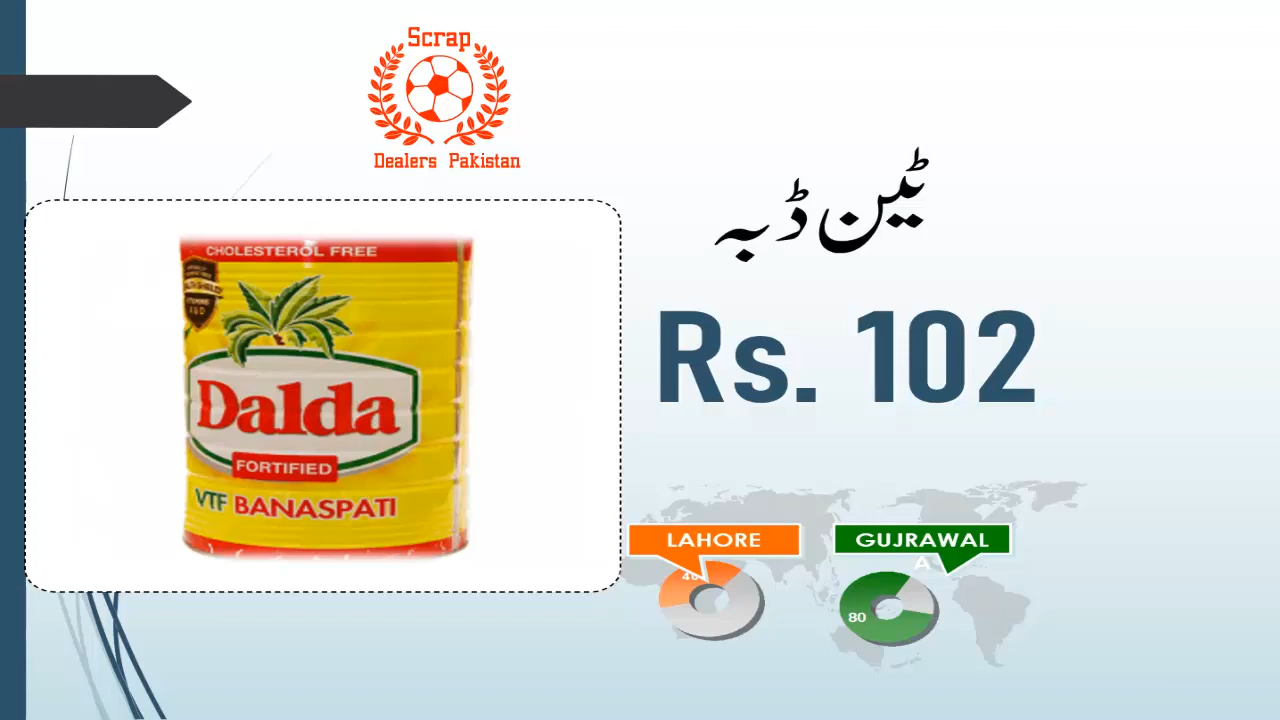 Scrap
Dealers Pakistan
ٹین ڈبہ
Rs. 102
CHOLESTEROL FREE
A & D
Dalda
FORTIFIED
VTF BANASPATI
LAHORE
GUJRAWAL
A
80